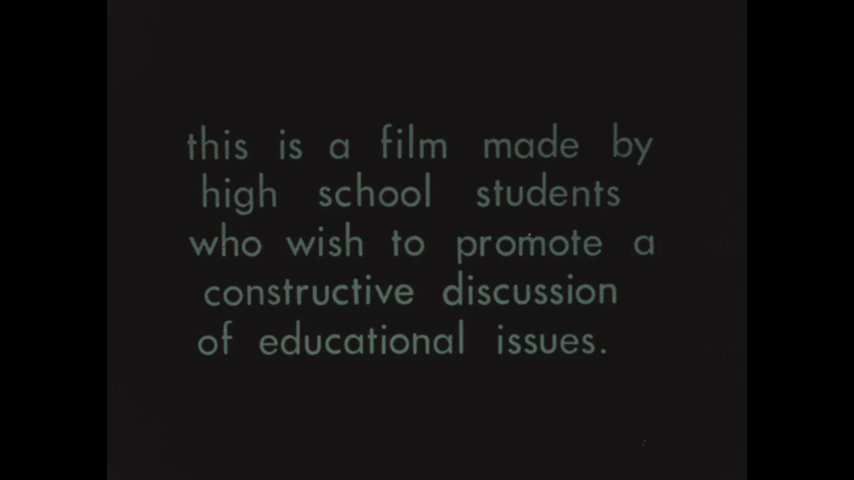 this is a film made by
high school students
who wish to promote a
constructive discussion
of educational issues.